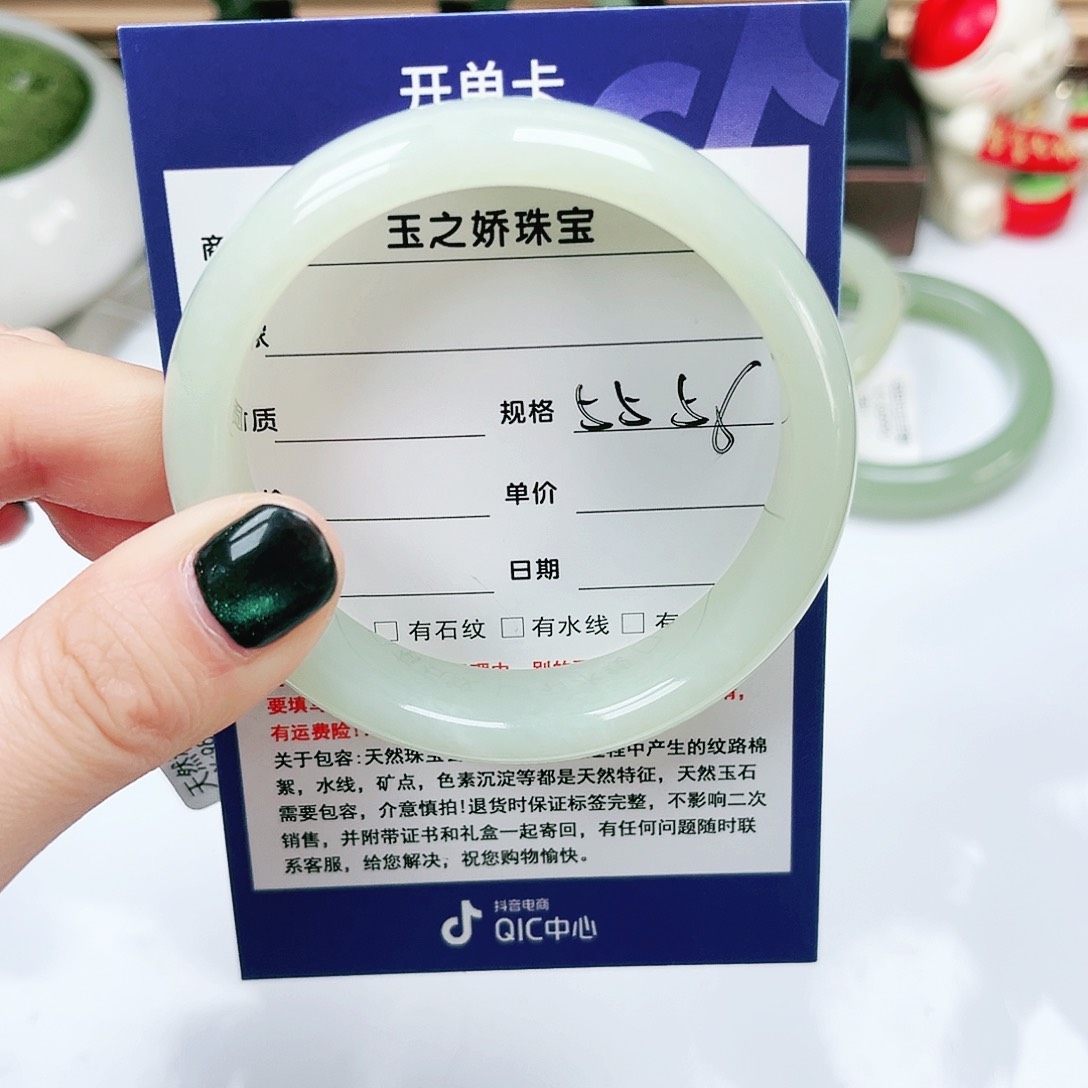 开单卡
商
玉之娇珠宝
质
规格 55 558
单价
日期
□ 有石纹 □ 有水线 □ 有
要填
有运费险!
关于包容:天然珠宝 程中产生的纹路棉
絮,水线,矿点,色素沉淀等都是天然特征,天然玉石
需要包容,介意慎拍!退货时保证标签完整,不影响二次
销售,并附带证书和礼盒一起寄回,有任何问题随时联
系客服,给您解决,祝您购物愉快。
抖音电商
QIC中心
天然